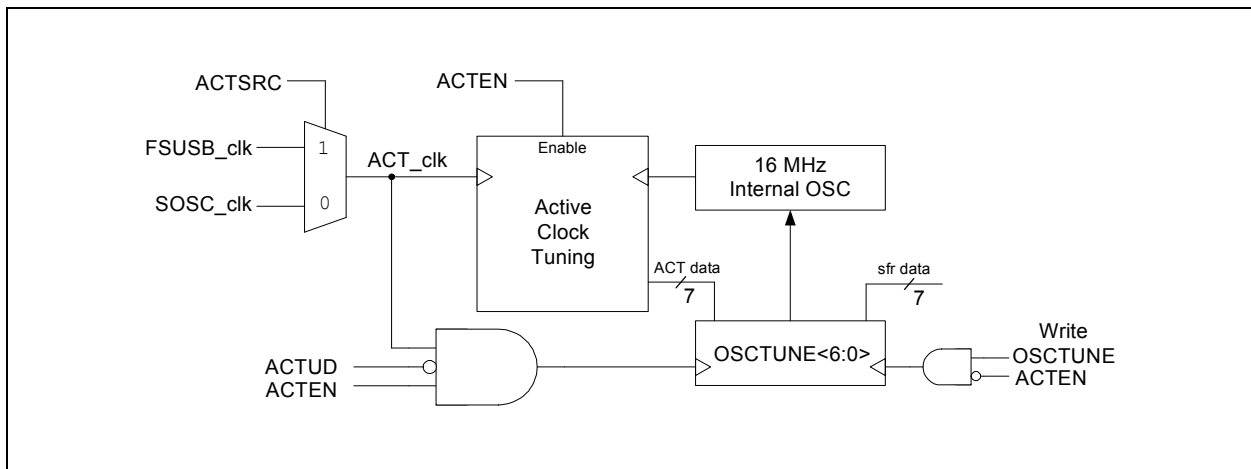 ACTSRC
ACTEN
FSUSB_clk
1
Enable
16 MHz
Internal OSC
ACT_clk
SOSC_clk
0
Active
Clock
Tuning
ACT data
7
sfr data
7
Write
OSCTUNE<6:0>
OSCTUNE
ACTUD
ACTEN
ACTEN